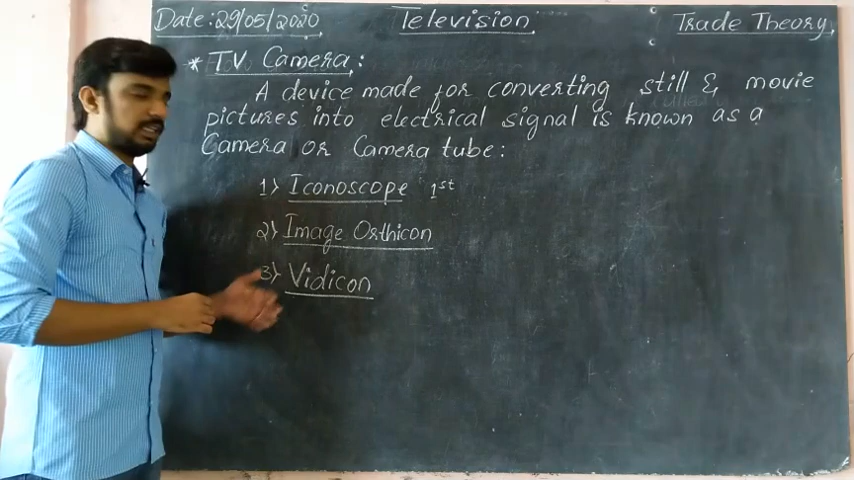 Date: 29/05/2020 Television Trade Theory
* TV Camera :
A device made for converting still & movie
pictures into electrical signal is known as a
Camera or Camera tube :
1) Iconoscope 1st
2) Image Orthicon
3) Vidicon